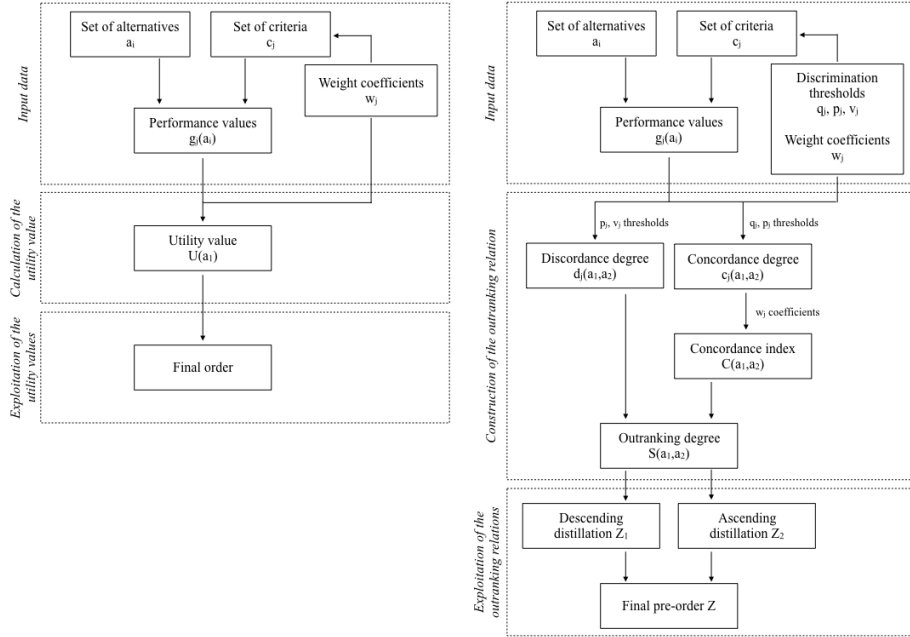 Input data
Set of alternatives
aᵢ
Set of criteria
cⱼ
Weight coefficients
wⱼ
Performance values
gⱼ(aᵢ)
Calculation of the
utility value
Utility value
U(a₁)
Exploitation of the
utility values
Final order
Input data
Set of alternatives
aᵢ
Set of criteria
cⱼ
Discrimination
thresholds
qⱼ, pⱼ, vⱼ
Weight coefficients
wⱼ
Performance values
gⱼ(aᵢ)
Construction of the outranking relation
pⱼ, vⱼ thresholds
qⱼ, pⱼ thresholds
Discordance degree
dⱼ(a₁,a₂)
Concordance degree
cⱼ(a₁,a₂)
wⱼ coefficients
Concordance index
C(a₁,a₂)
Outranking degree
S(a₁,a₂)
Exploitation of the
outranking relations
Descending
distillation Z₁
Ascending
distillation Z₂
Final pre-order Z